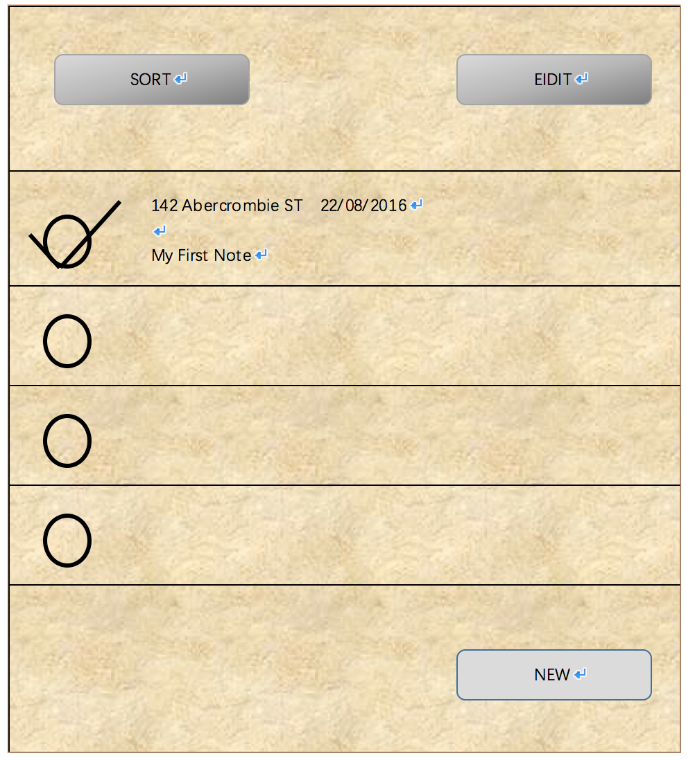 SORT
EIDIT
142 Abercrombie ST 22/08/2016
My First Note
NEW